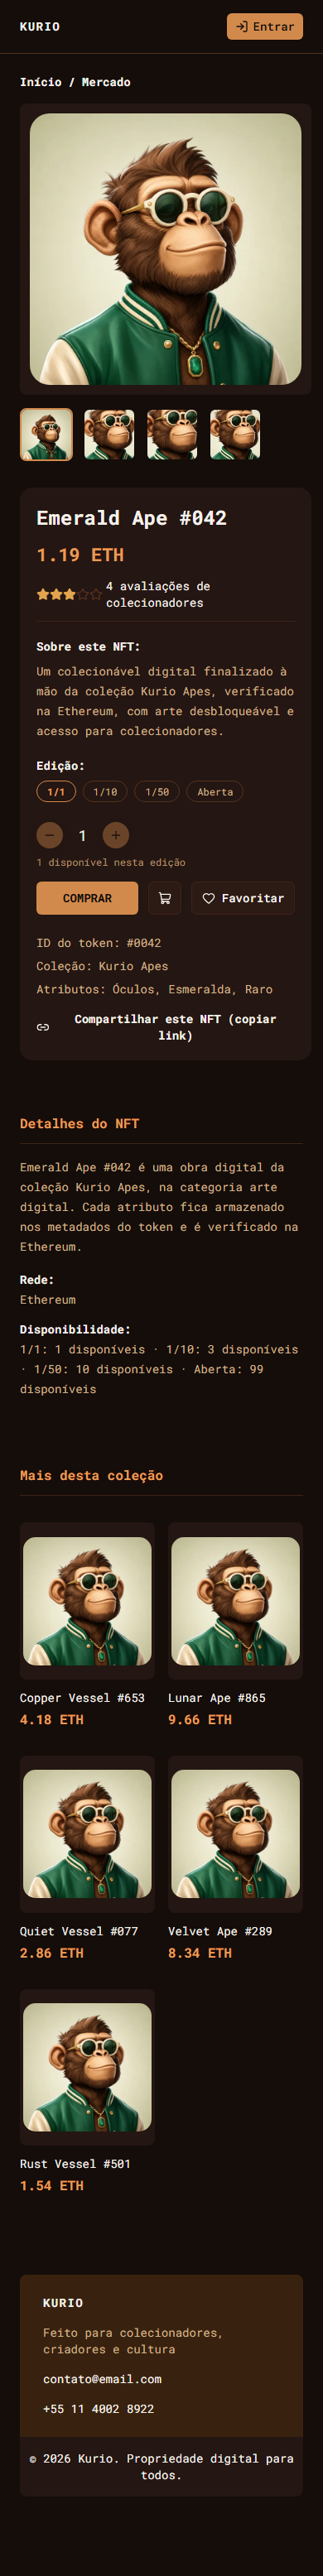 KURIO
Entrar
Início / Mercado
Emerald Ape #042
1.19 ETH
4 avaliações de
colecionadores
Sobre este NFT:
Um colecionável digital finalizado à
mão da coleção Kurio Apes, verificado
na Ethereum, com arte desbloqueável e
acesso para colecionadores.
Edição:
1/1 1/10 1/50 Aberta
− 1 +
1 disponível nesta edição
COMPRAR Favoritar
ID do token: #0042
Coleção: Kurio Apes
Atributos: Óculos, Esmeralda, Raro
Compartilhar este NFT (copiar
link)
Detalhes do NFT
Emerald Ape #042 é uma obra digital da
coleção Kurio Apes, na categoria arte
digital. Cada atributo fica armazenado
nos metadados do token e é verificado na
Ethereum.
Rede:
Ethereum
Disponibilidade:
1/1: 1 disponíveis · 1/10: 3 disponíveis
· 1/50: 10 disponíveis · Aberta: 99
disponíveis
Mais desta coleção
Copper Vessel #653
4.18 ETH
Lunar Ape #865
9.66 ETH
Quiet Vessel #077
2.86 ETH
Velvet Ape #289
8.34 ETH
Rust Vessel #501
1.54 ETH
KURIO
Feito para colecionadores,
criadores e cultura
contato@email.com
+55 11 4002 8922
© 2026 Kurio. Propriedade digital para
todos.